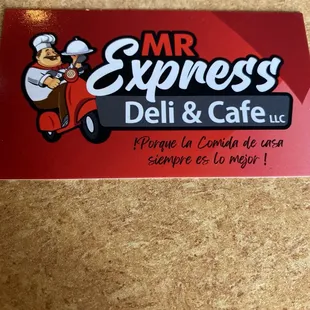 MR
Express
Deli & Cafe LLC
!Porque la Comida de casa
siempre es lo mejor!